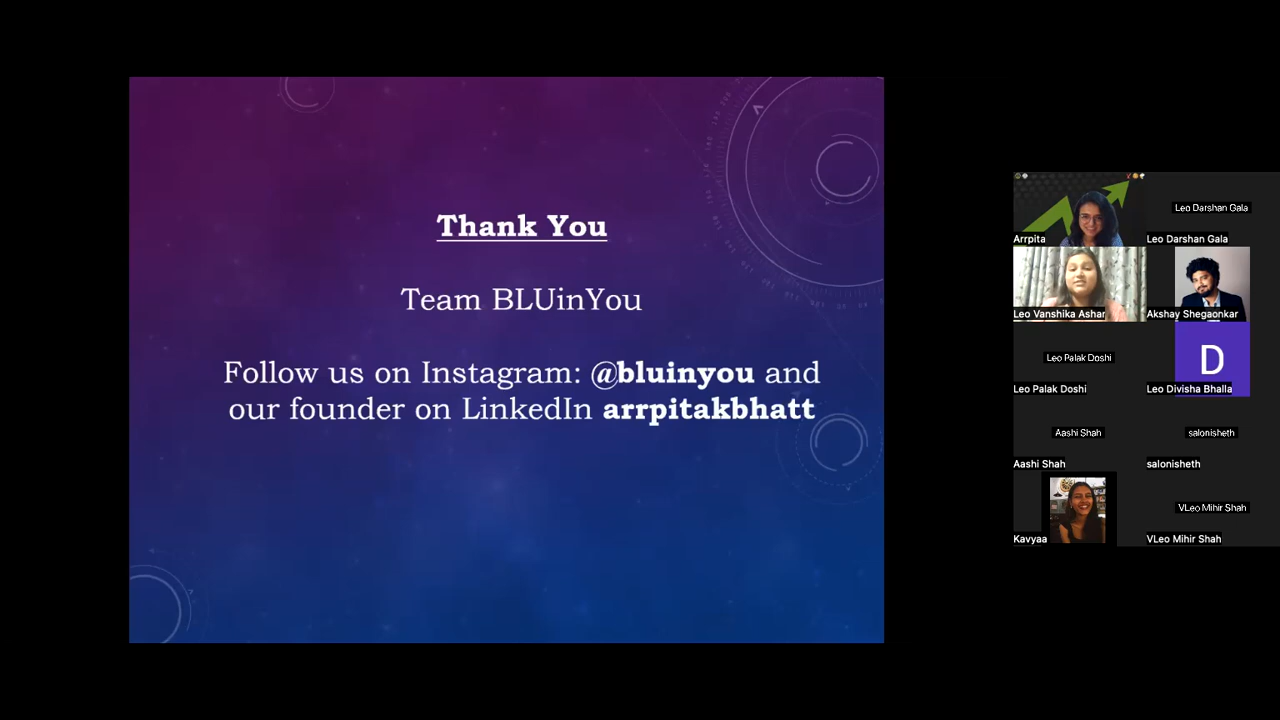 Thank You
Team BLUinYou
Follow us on Instagram: @bluinyou and
our founder on LinkedIn arrpitakbhatt
Arrpita
Leo Darshan Gala
Leo Darshan Gala
Leo Vanshika Ashar
Akshay Shegaonkar
Leo Palak Doshi
Leo Palak Doshi
D
Leo Divisha Bhalla
Aashi Shah
Aashi Shah
salonisheth
salonisheth
Kavyaa
VLeo Mihir Shah
VLeo Mihir Shah